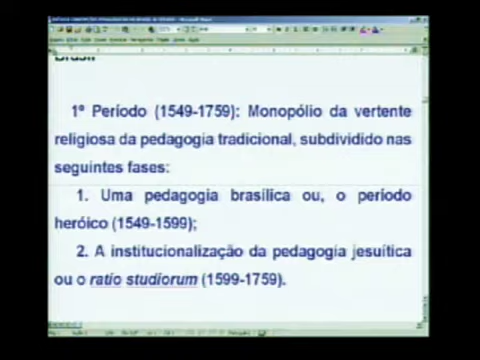 Brasil
1º Período (1549-1759): Monopólio da vertente
religiosa da pedagogia tradicional, subdividido nas
seguintes fases:
1. Uma pedagogia brasílica ou, o período
heróico (1549-1599);
2. A institucionalização da pedagogia jesuítica
ou o ratio studiorum (1599-1759).